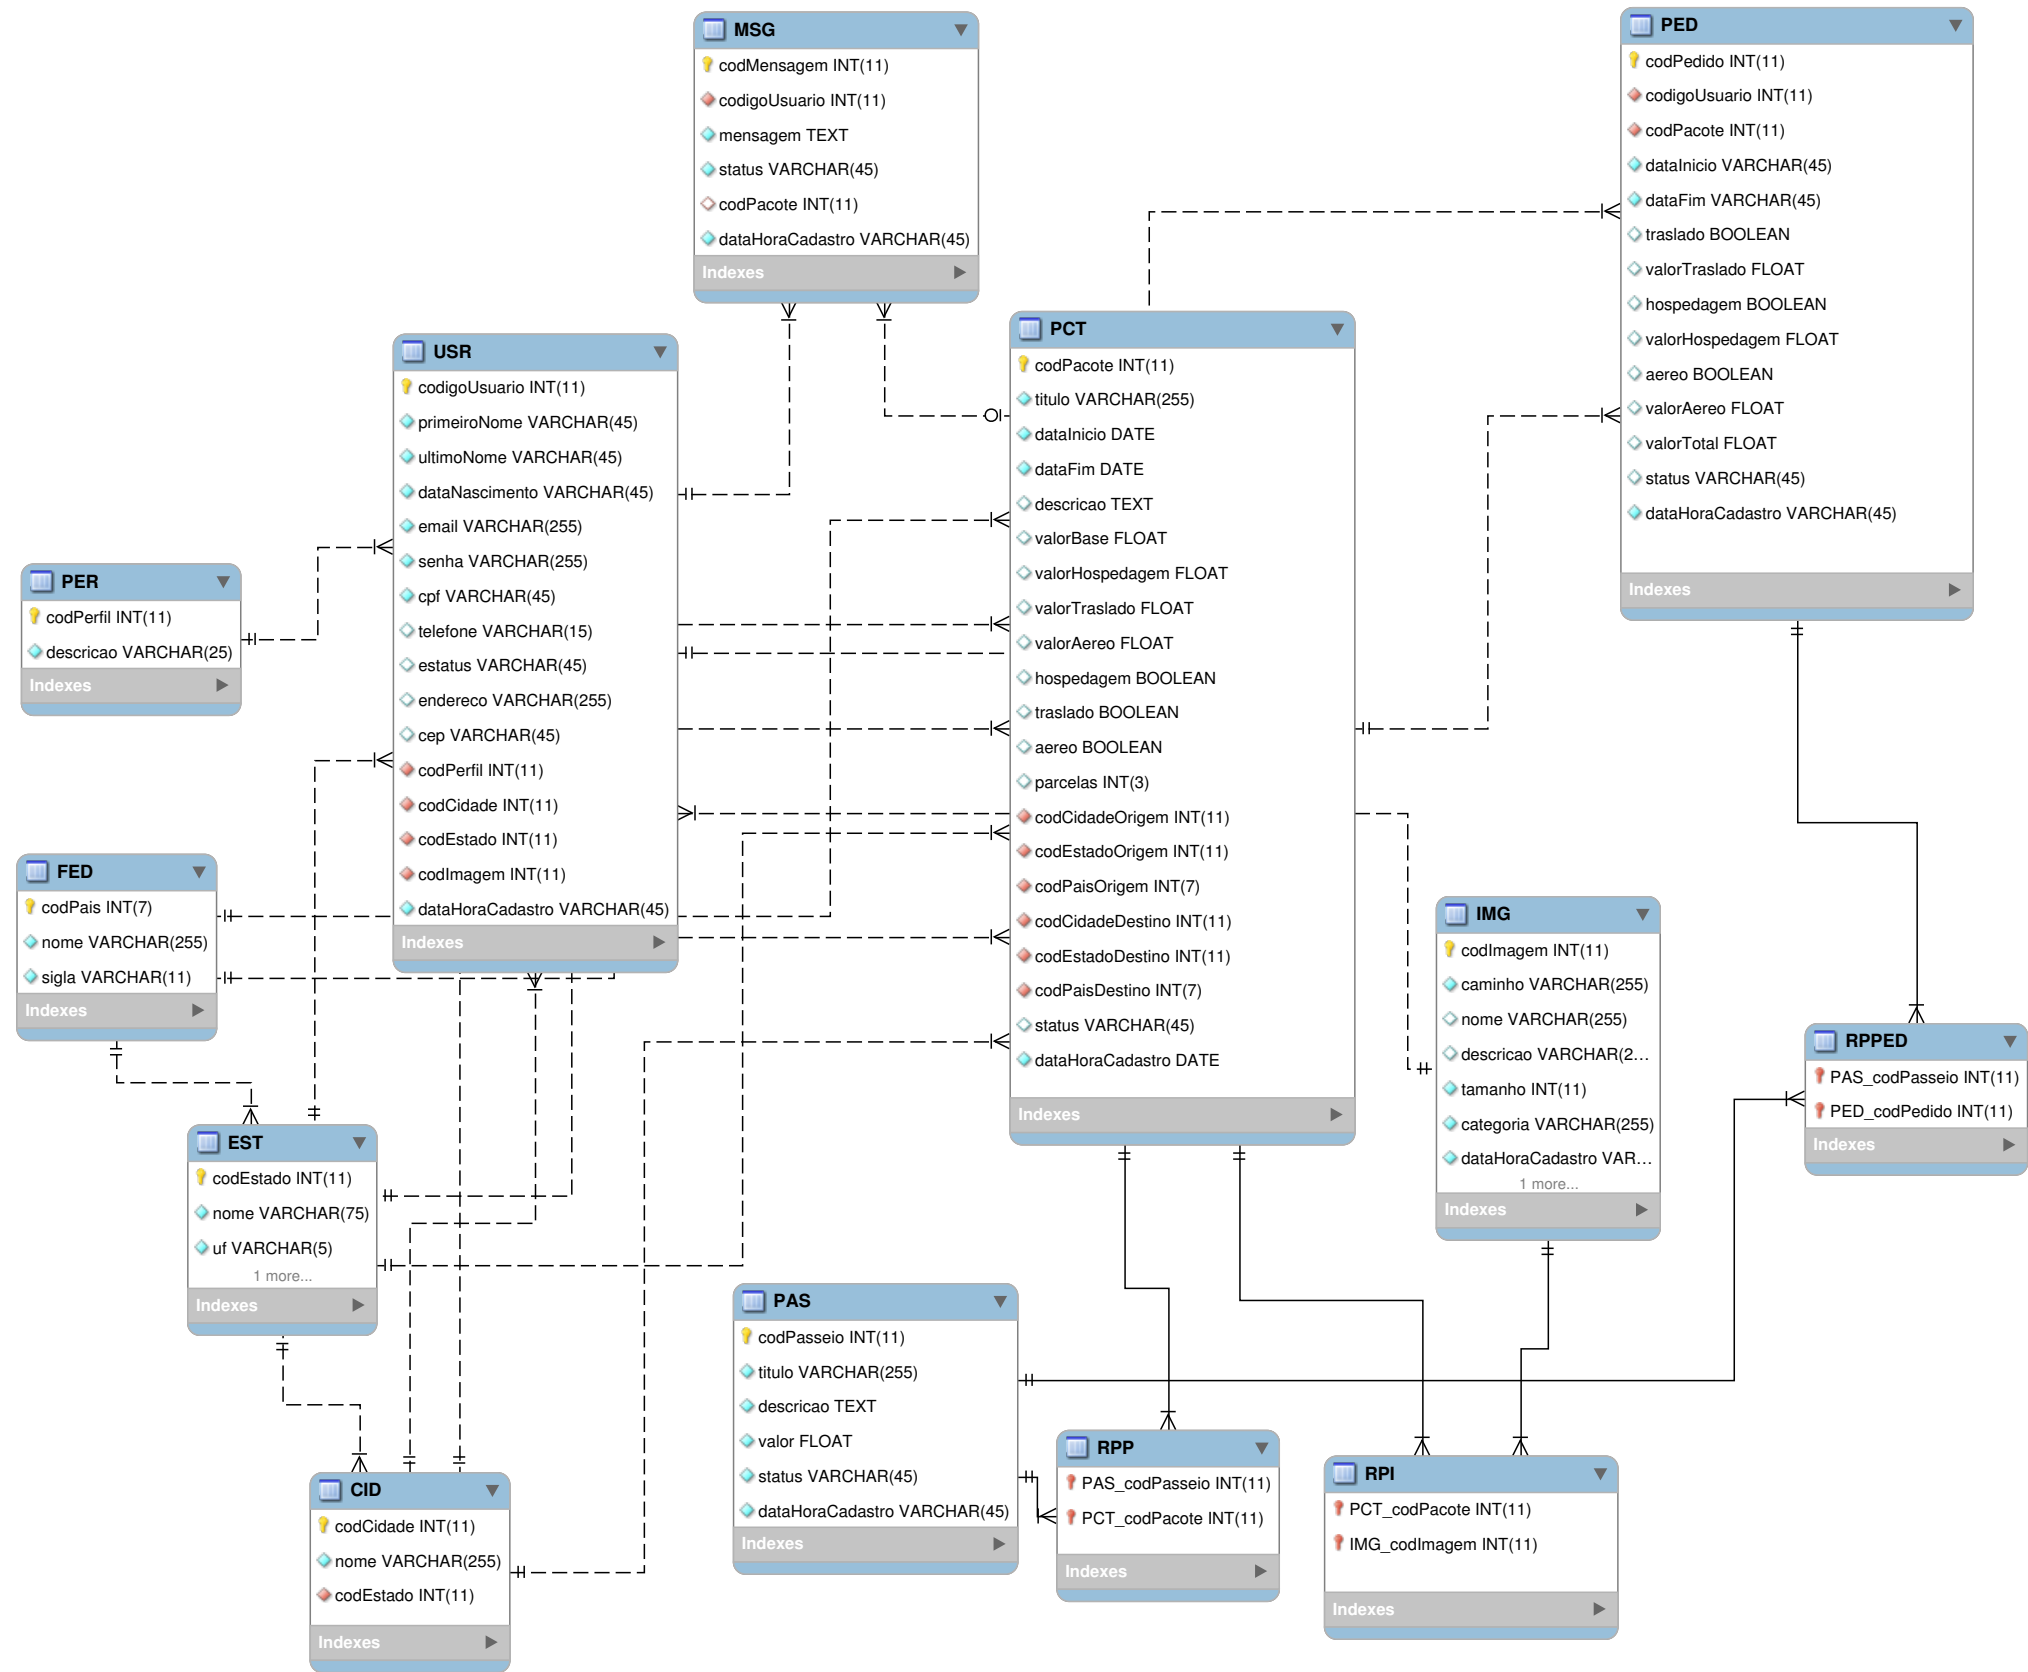 MSG
codMensagem INT(11)
codigoUsuario INT(11)
mensagem TEXT
status VARCHAR(45)
codPacote INT(11)
dataHoraCadastro VARCHAR(45)
Indexes
PED
codPedido INT(11)
codigoUsuario INT(11)
codPacote INT(11)
dataInicio VARCHAR(45)
dataFim VARCHAR(45)
traslado BOOLEAN
valorTraslado FLOAT
hospedagem BOOLEAN
valorHospedagem FLOAT
aereo BOOLEAN
valorAereo FLOAT
valorTotal FLOAT
status VARCHAR(45)
dataHoraCadastro VARCHAR(45)
Indexes
USR
codigoUsuario INT(11)
primeiroNome VARCHAR(45)
ultimoNome VARCHAR(45)
dataNascimento VARCHAR(45)
email VARCHAR(255)
senha VARCHAR(255)
cpf VARCHAR(45)
telefone VARCHAR(15)
estatus VARCHAR(45)
endereco VARCHAR(255)
cep VARCHAR(45)
codPerfil INT(11)
codCidade INT(11)
codEstado INT(11)
codImagem INT(11)
dataHoraCadastro VARCHAR(45)
Indexes
PCT
codPacote INT(11)
titulo VARCHAR(255)
dataInicio DATE
dataFim DATE
descricao TEXT
valorBase FLOAT
valorHospedagem FLOAT
valorTraslado FLOAT
valorAereo FLOAT
hospedagem BOOLEAN
traslado BOOLEAN
aereo BOOLEAN
parcelas INT(3)
codCidadeOrigem INT(11)
codEstadoOrigem INT(11)
codPaisOrigem INT(7)
codCidadeDestino INT(11)
codEstadoDestino INT(11)
codPaisDestino INT(7)
status VARCHAR(45)
dataHoraCadastro DATE
Indexes
PER
codPerfil INT(11)
descricao VARCHAR(25)
Indexes
FED
codPais INT(7)
nome VARCHAR(255)
sigla VARCHAR(11)
Indexes
IMG
codImagem INT(11)
caminho VARCHAR(255)
nome VARCHAR(255)
descricao VARCHAR(2...
tamanho INT(11)
categoria VARCHAR(255)
dataHoraCadastro VAR...
1 more...
Indexes
RPPED
PAS_codPasseio INT(11)
PED_codPedido INT(11)
Indexes
EST
codEstado INT(11)
nome VARCHAR(75)
uf VARCHAR(5)
1 more...
Indexes
PAS
codPasseio INT(11)
titulo VARCHAR(255)
descricao TEXT
valor FLOAT
status VARCHAR(45)
dataHoraCadastro VARCHAR(45)
Indexes
RPP
PAS_codPasseio INT(11)
PCT_codPacote INT(11)
Indexes
RPI
PCT_codPacote INT(11)
IMG_codImagem INT(11)
Indexes
CID
codCidade INT(11)
nome VARCHAR(255)
codEstado INT(11)
Indexes